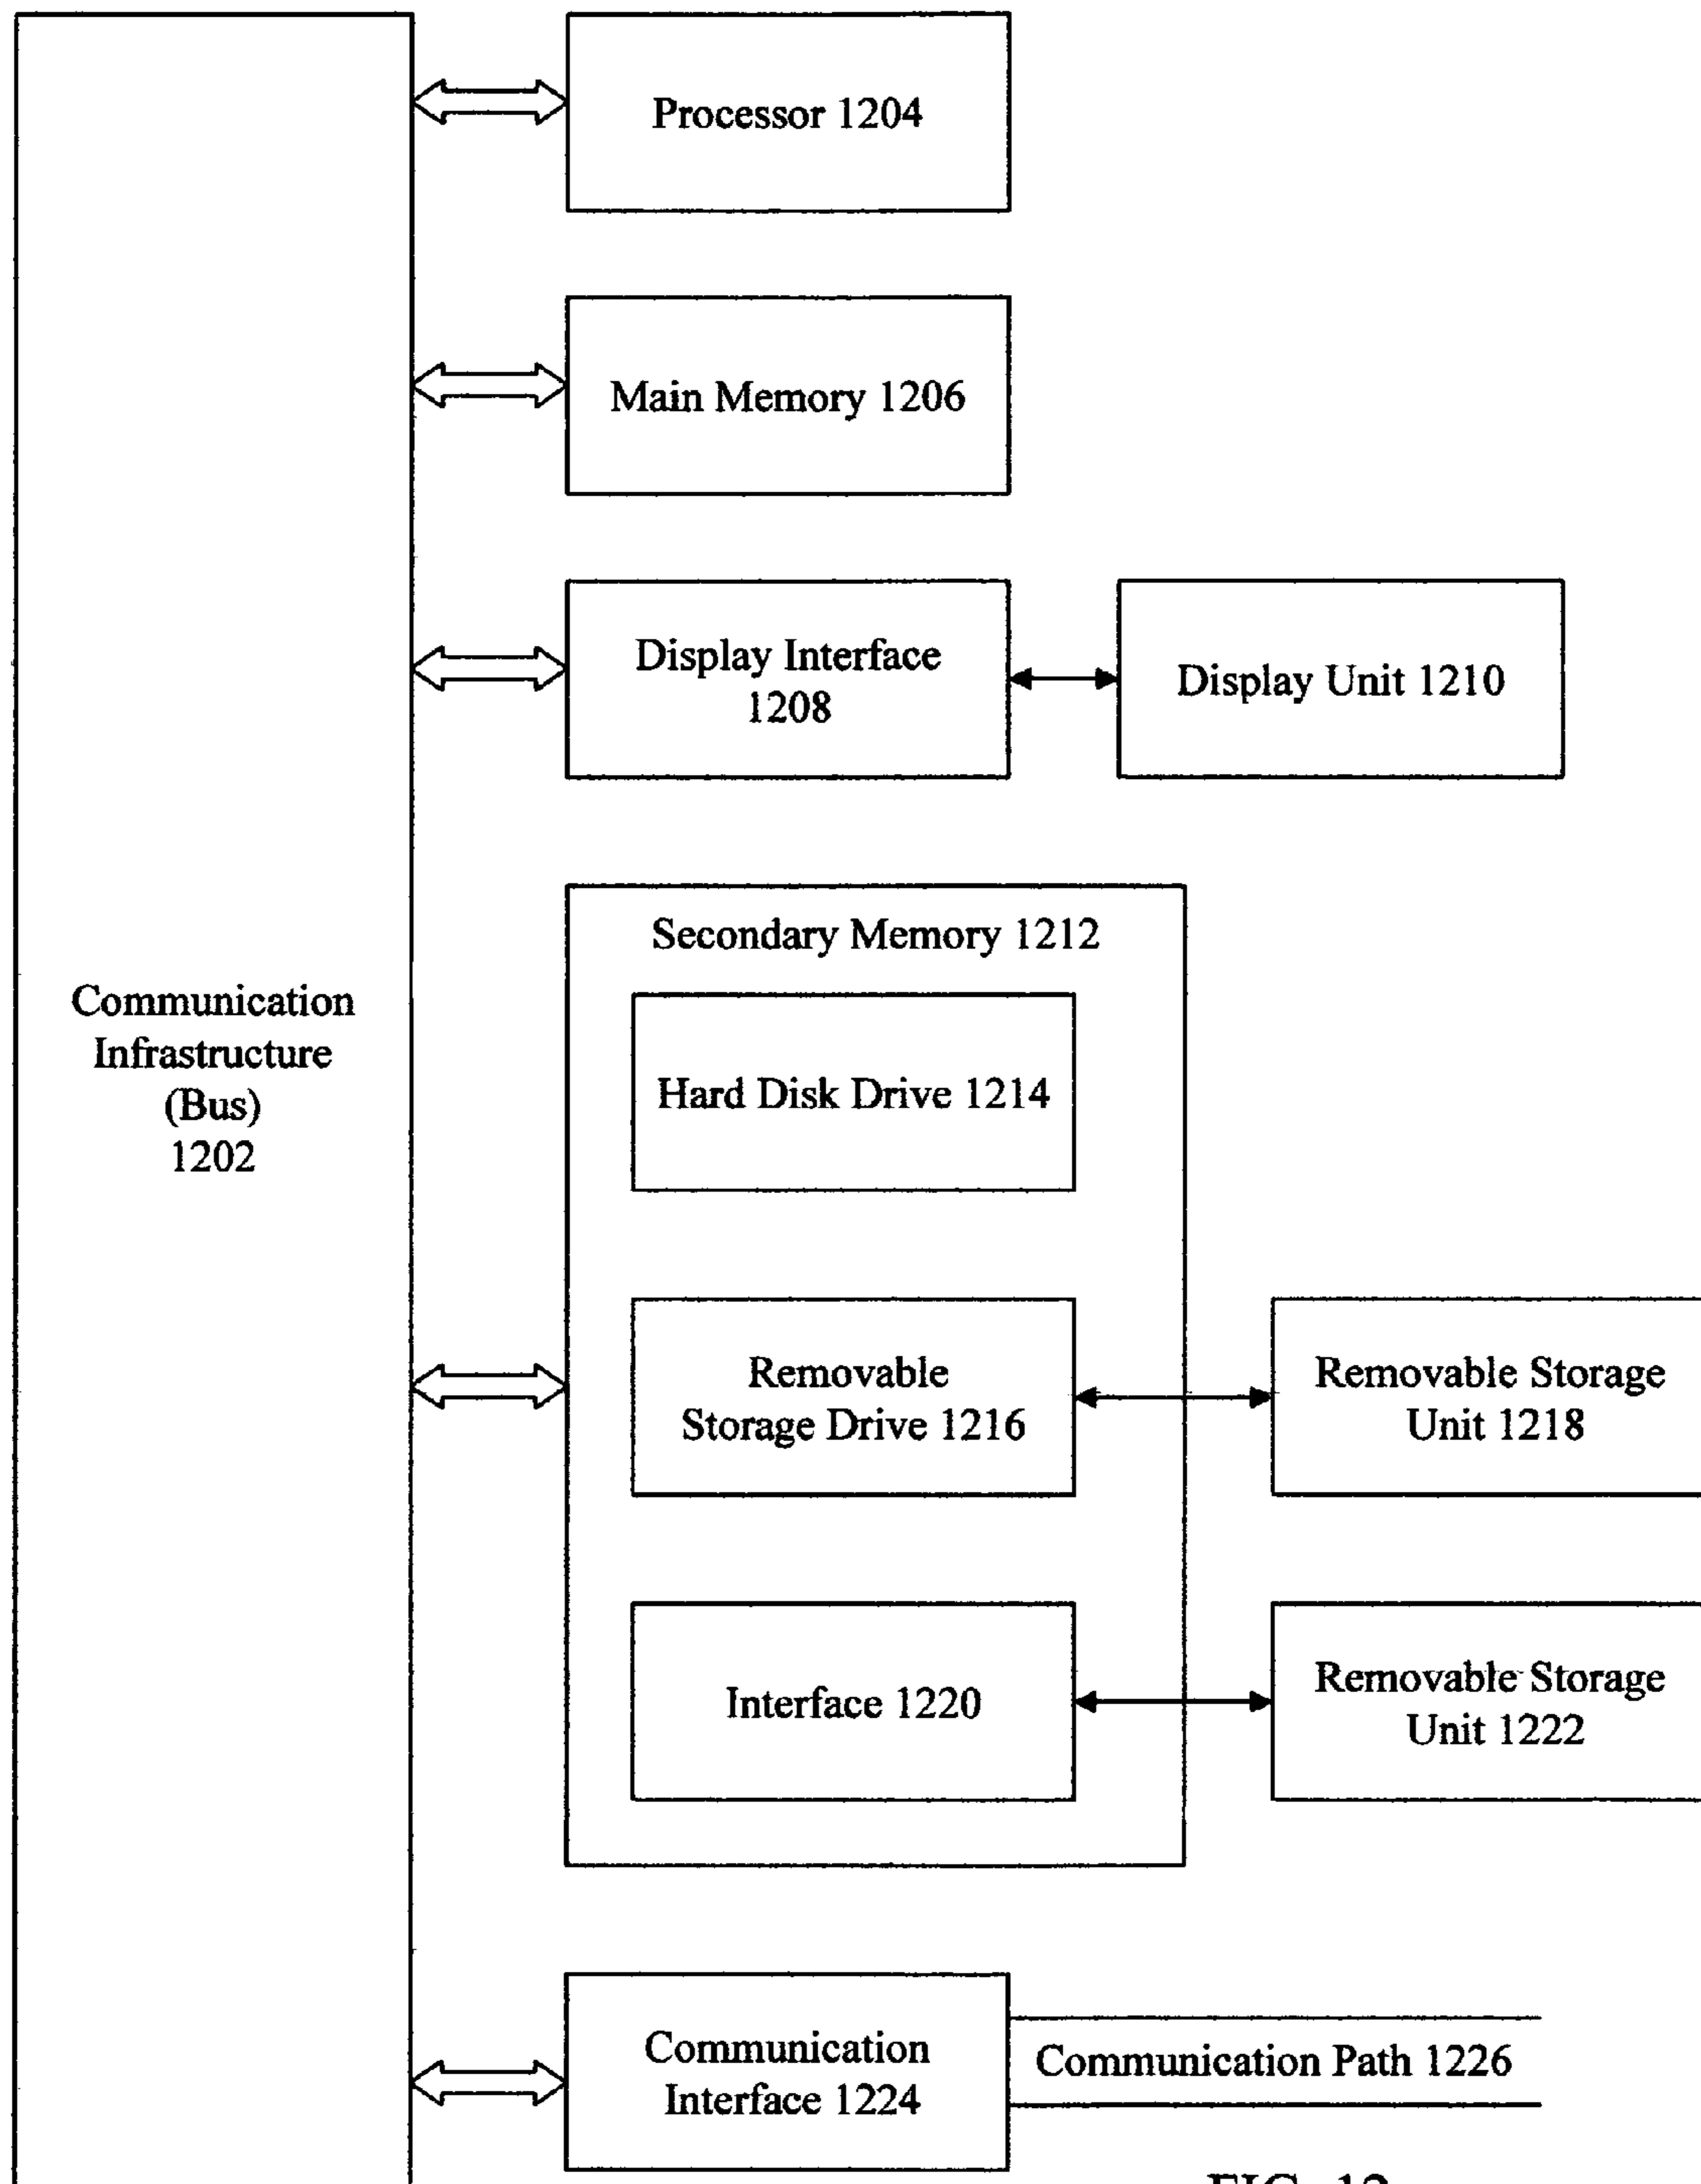 Processor 1204
Main Memory 1206
Display Interface
1208
Display Unit 1210
Secondary Memory 1212
Communication
Infrastructure
(Bus)
1202
Hard Disk Drive 1214
Removable
Storage Drive 1216
Removable Storage
Unit 1218
Interface 1220
Removable Storage
Unit 1222
Communication
Interface 1224
Communication Path 1226
FIG. 12